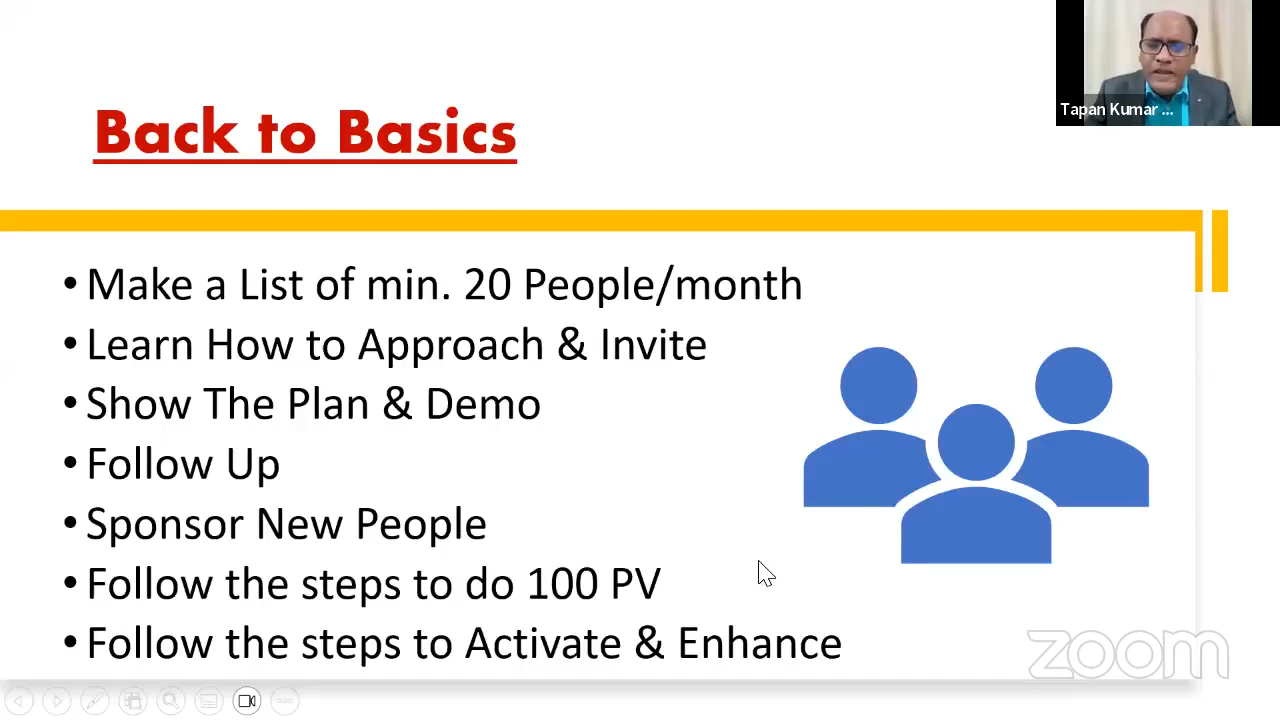 Tapan Kumar ...
Back to Basics
• Make a List of min. 20 People/month
• Learn How to Approach & Invite
• Show The Plan & Demo
• Follow Up
• Sponsor New People
• Follow the steps to do 100 PV
• Follow the steps to Activate & Enhance
zoom